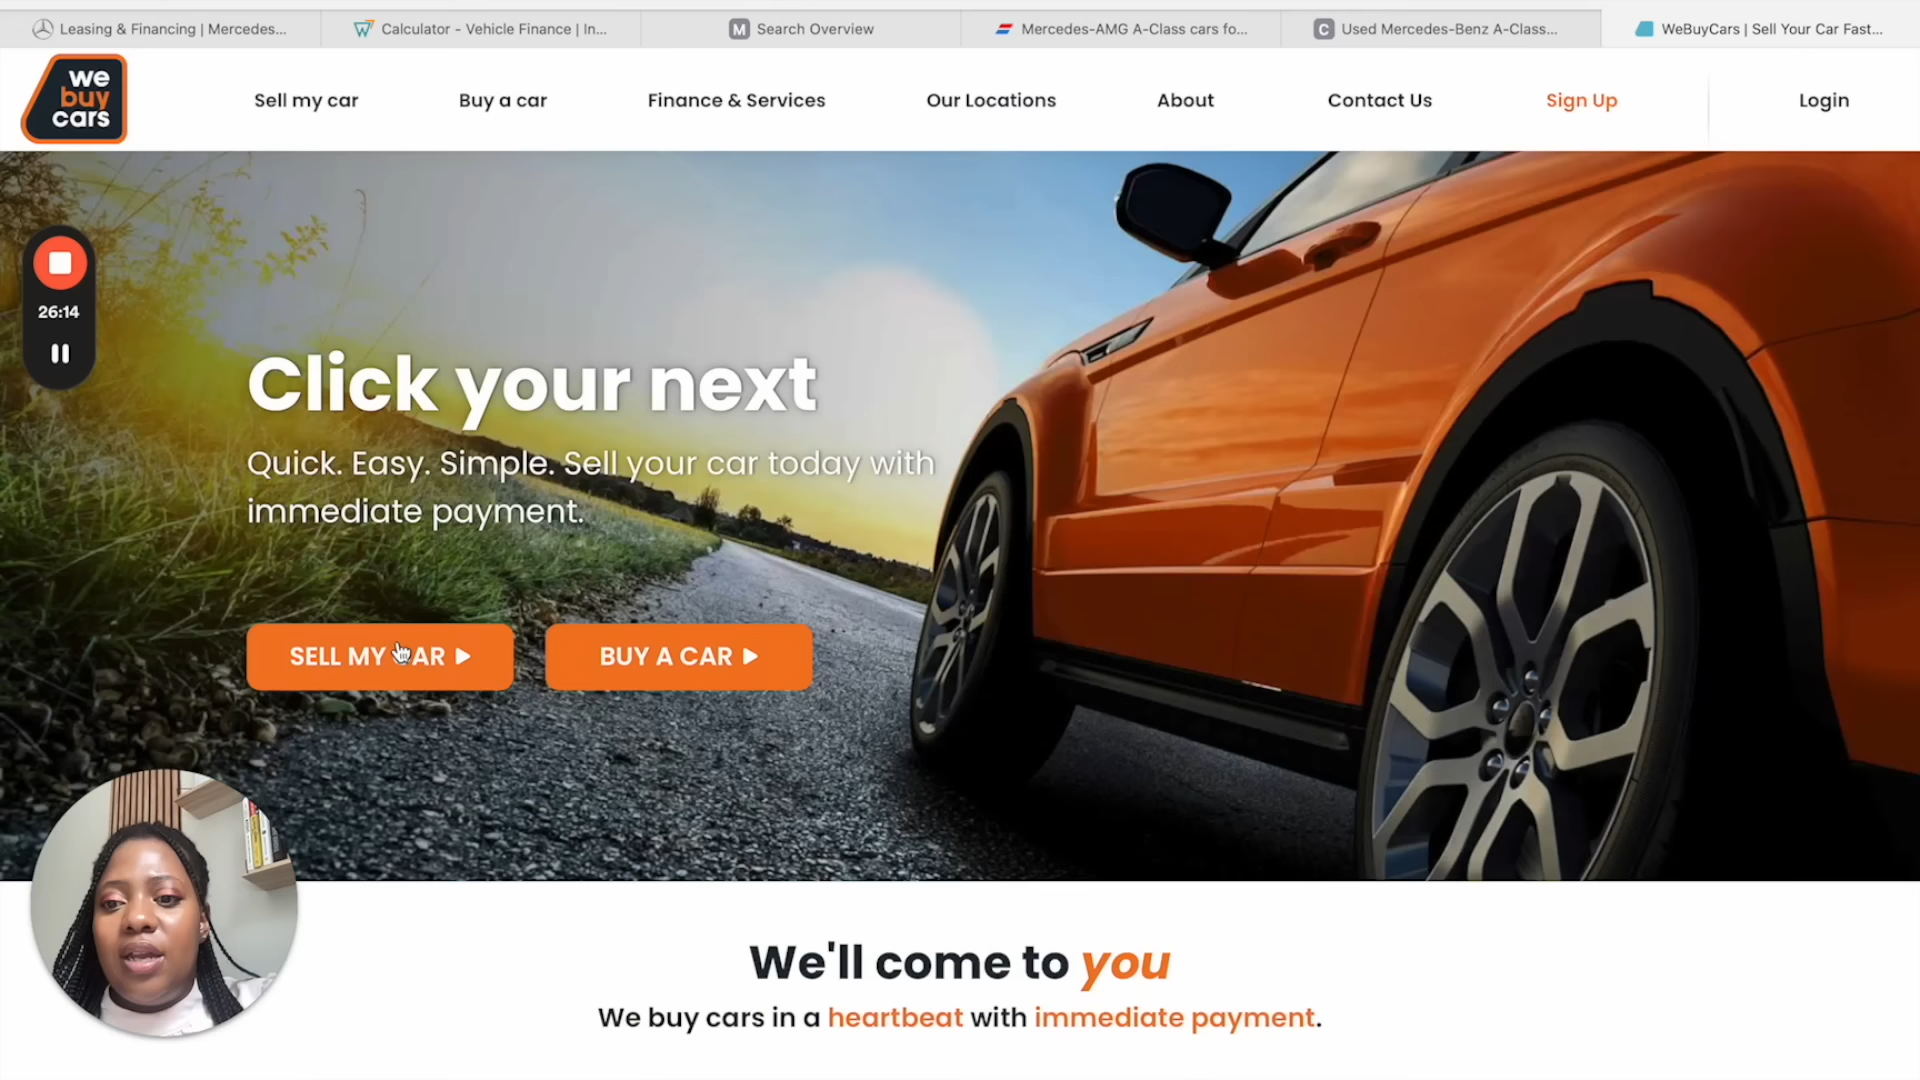 Leasing & Financing | Mercedes...
Calculator - Vehicle Finance | In...
M Search Overview
Mercedes-AMG A-Class cars fo...
C Used Mercedes-Benz A-Class...
WeBuyCars | Sell Your Car Fast...
we
buy
cars
Sell my car
Buy a car
Finance & Services
Our Locations
About
Contact Us
Sign Up
Login
26:14
Click your next
Quick. Easy. Simple. Sell your car today with
immediate payment.
SELL MY CAR
BUY A CAR
We'll come to you
We buy cars in a heartbeat with immediate payment.